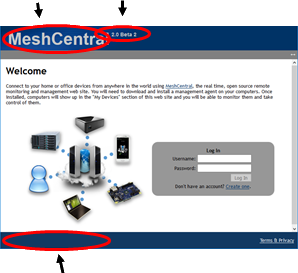 MeshCentral
2.0 Beta 2
Welcome
Connect to your home or office devices from anywhere in the world using MeshCentral, the real time, open source remote
monitoring and management web site. You will need to download and install a management agent on your computers. Once
installed, computers will show up in the "My Devices" section of this web site and you will be able to monitor them and take
control of them.
Log In
Username:
Password:
Log In
Don't have an account? Create one.
Terms & Privacy